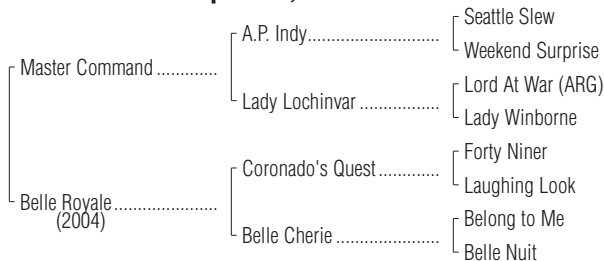 Seattle Slew
A.P. Indy
Weekend Surprise
Master Command
Lord At War (ARG)
Lady Lochinvar
Lady Winborne
Forty Niner
Coronado's Quest
Laughing Look
Belle Royale
(2004)
Belong to Me
Belle Cherie
Belle Nuit